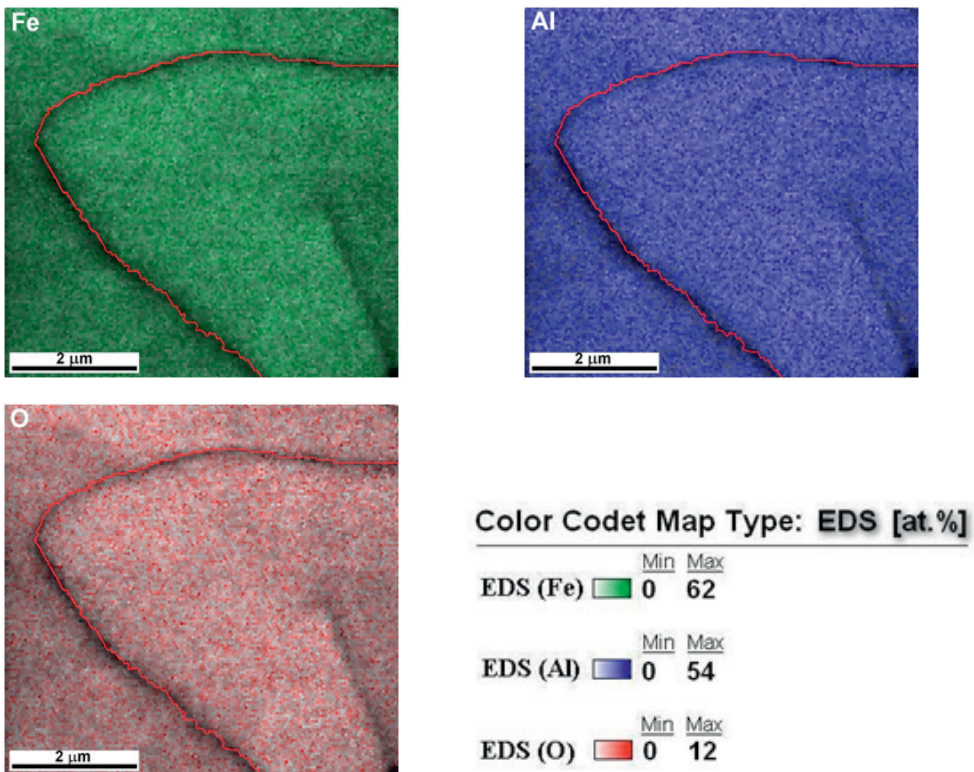 Fe
Al
2 μm
2 μm
O
2 μm
Color Codet Map Type: EDS [at.%]
Min Max
EDS (Fe) 0 62
Min Max
EDS (Al) 0 54
Min Max
EDS (O) 0 12